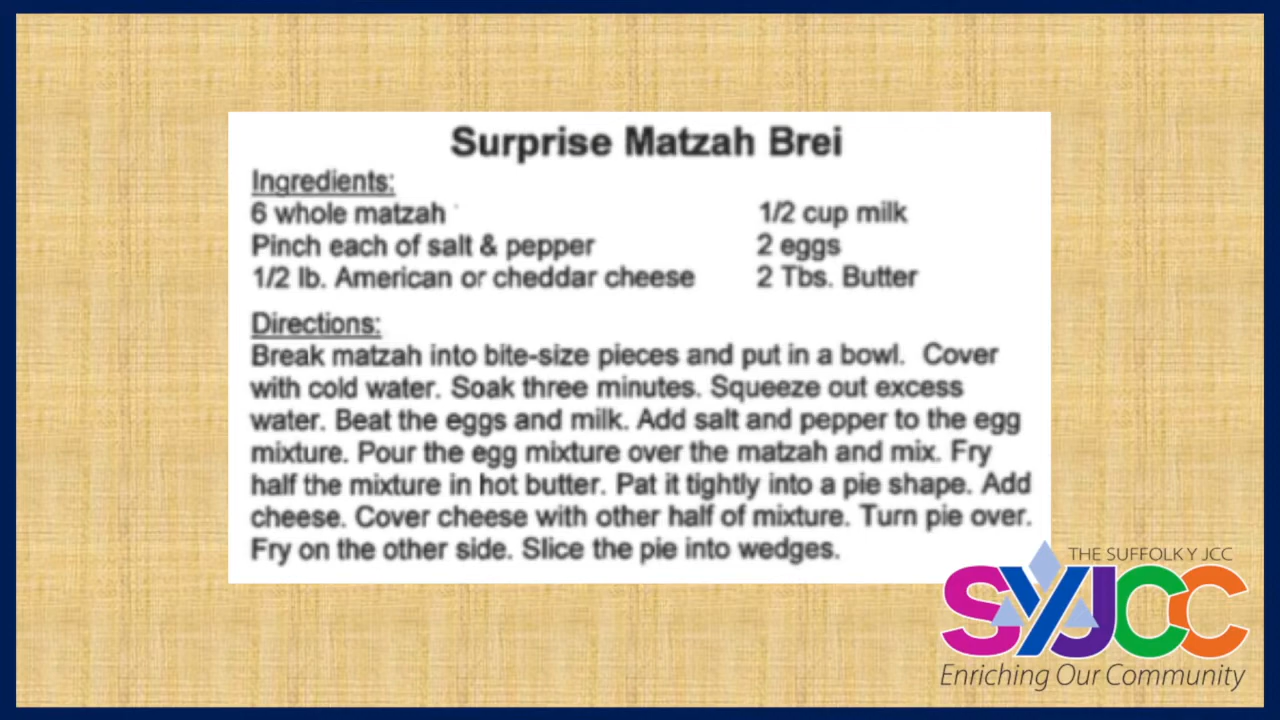 Surprise Matzah Brei
Ingredients:
6 whole matzah
1/2 cup milk
Pinch each of salt & pepper
2 eggs
1/2 lb. American or cheddar cheese
2 Tbs. Butter
Directions:
Break matzah into bite-size pieces and put in a bowl. Cover
with cold water. Soak three minutes. Squeeze out excess
water. Beat the eggs and milk. Add salt and pepper to the egg
mixture. Pour the egg mixture over the matzah and mix. Fry
half the mixture in hot butter. Pat it tightly into a pie shape. Add
cheese. Cover cheese with other half of mixture. Turn pie over.
Fry on the other side. Slice the pie into wedges.
THE SUFFOLK Y JCC
SYJCC
Enriching Our Community